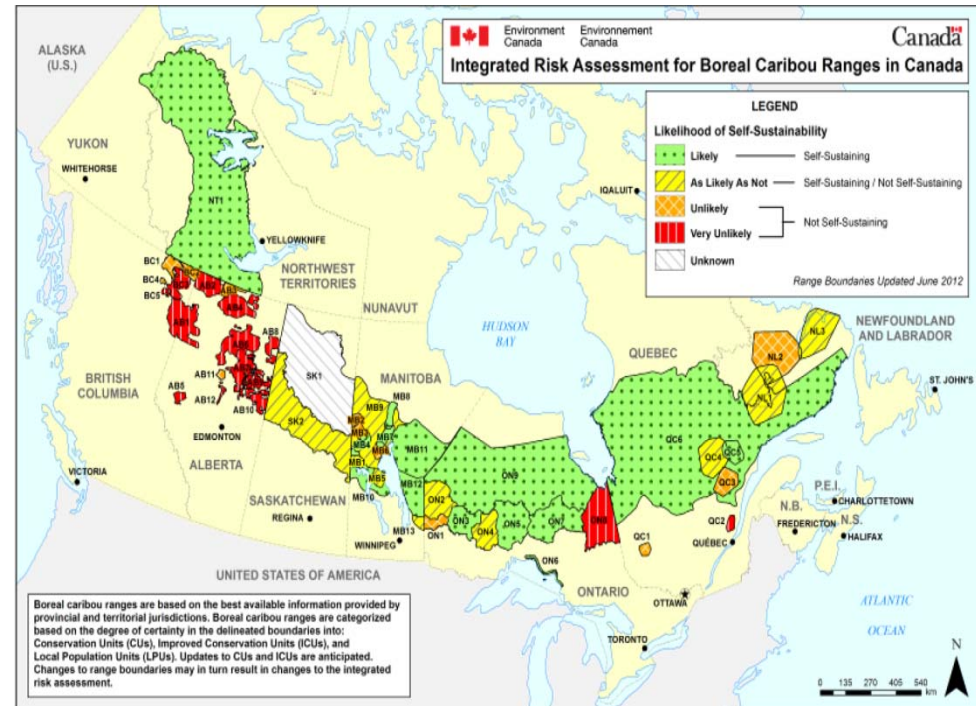 Environment Canada
Environnement Canada
Canada
Integrated Risk Assessment for Boreal Caribou Ranges in Canada
LEGEND
Likelihood of Self-Sustainability
Likely
Self-Sustaining
As Likely As Not
Self-Sustaining / Not Self-Sustaining
Unlikely
Not Self-Sustaining
Very Unlikely
Unknown
Range Boundaries Updated June 2012
ALASKA
(U.S.)
YUKON
WHITEHORSE
IQALUIT
NT1
YELLOWKNIFE
NORTHWEST
TERRITORIES
NUNAVUT
BC1
BC4
BC5
AB1
AB8
AB11
AB5
AB12
AB10
SK1
SK2
BRITISH
COLUMBIA
EDMONTON
ALBERTA
VICTORIA
SASKATCHEWAN
REGINA
MANITOBA
MB8
MB9
MB2
MB3
MB4
MB1
MB5
MB10
MB11
MB12
MB13
WINNIPEG
HUDSON
BAY
ON9
ON2
ON1
ON3
ON4
ON5
ON7
ON6
QUEBEC
QC6
QC4
QC5
QC3
QC2
QC1
NL3
NL2
NEWFOUNDLAND
AND LABRADOR
ST. JOHN'S
P.E.I.
CHARLOTTETOWN
N.B.
FREDERICTON
N.S.
HALIFAX
QUÉBEC
ONTARIO
OTTAWA
TORONTO
UNITED STATES OF AMERICA
ATLANTIC
OCEAN
Boreal caribou ranges are based on the best available information provided by
provincial and territorial jurisdictions. Boreal caribou ranges are categorized
based on the degree of certainty in the delineated boundaries into:
Conservation Units (CUs), Improved Conservation Units (ICUs), and
Local Population Units (LPUs). Updates to CUs and ICUs are anticipated.
Changes to range boundaries may in turn result in changes to the integrated
risk assessment.
N
0 135 270 405 540
km